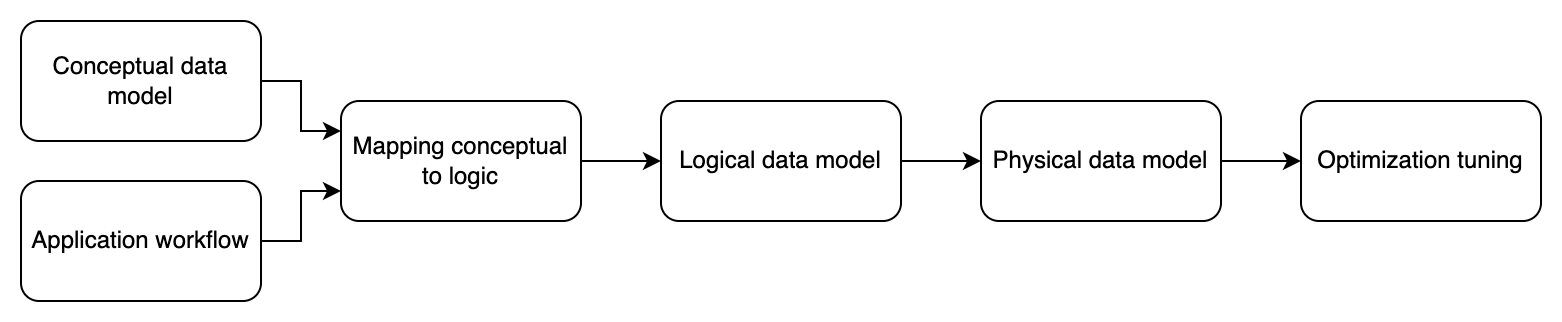 Conceptual data
model
Application workflow
Mapping conceptual
to logic
Logical data model
Physical data model
Optimization tuning